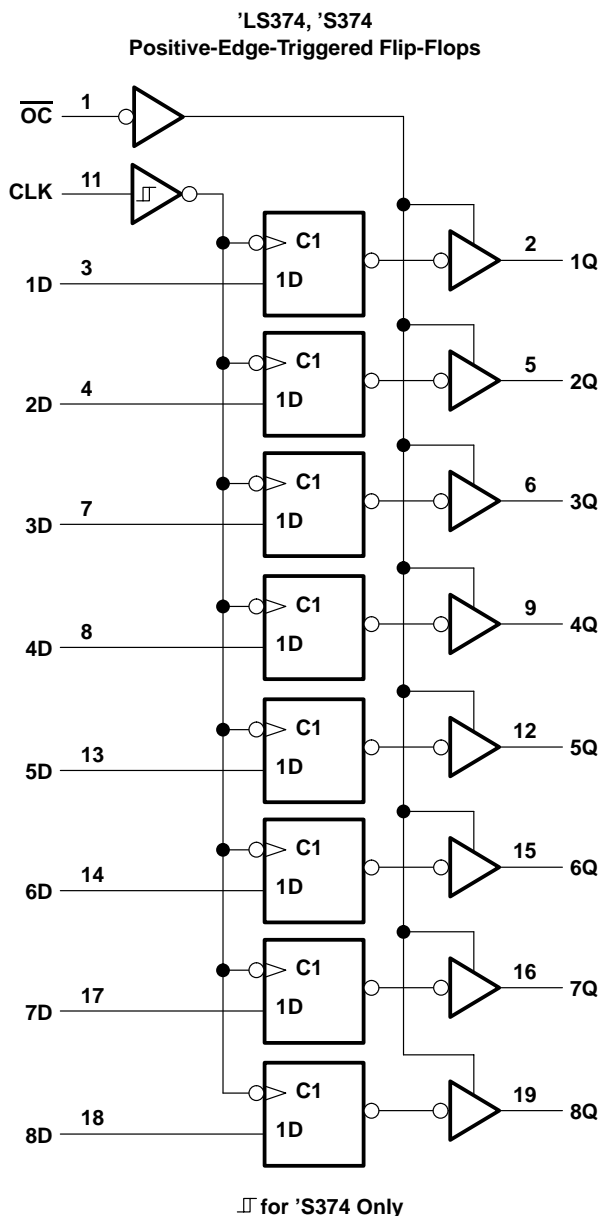 ’LS374, ’S374
Positive-Edge-Triggered Flip-Flops
OC 1
CLK 11
C1
1D 3 1D 2 1Q
C1
2D 4 1D 5 2Q
C1
3D 7 1D 6 3Q
C1
4D 8 1D 9 4Q
C1
5D 13 1D 12 5Q
C1
6D 14 1D 15 6Q
C1
7D 17 1D 16 7Q
C1
8D 18 1D 19 8Q
for ’S374 Only